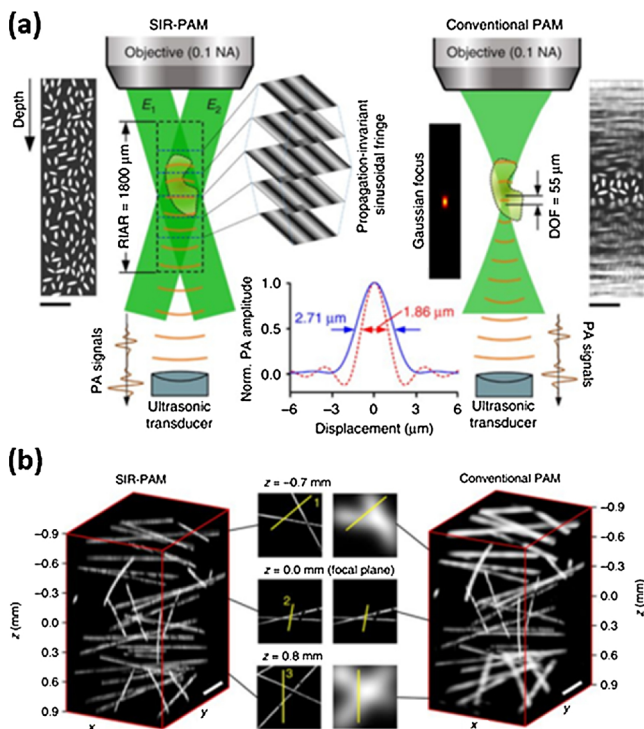 (a)
SIR-PAM
Conventional PAM
Objective (0.1 NA)
Objective (0.1 NA)
Depth
E1
E2
RIAR = 1800 μm
Propagation-invariant
sinusoidal fringe
Gaussian focus
DOF = 55 μm
PA signals
Ultrasonic
transducer
Norm. PA amplitude
1.0
0.5
0.0
2.71 μm
1.86 μm
−6
−3
0
3
6
Displacement (μm)
PA signals
Ultrasonic
transducer
(b)
SIR-PAM
Conventional PAM
z = −0.7 mm
1
z = 0.0 mm (focal plane)
2
z = 0.8 mm
3
−0.9
−0.6
−0.3
0.0
0.3
0.6
0.9
z (mm)
x
y
−0.9
−0.6
−0.3
0.0
0.3
0.6
0.9
z (mm)
x
y